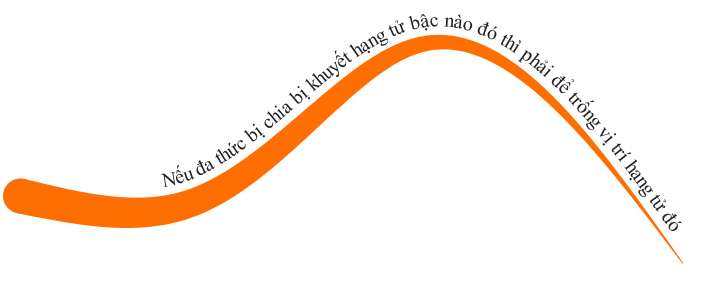 Nếu đa thức bị chia bị khuyết hạng tử bậc nào đó thì phải để trống vị trí hạng tử đó